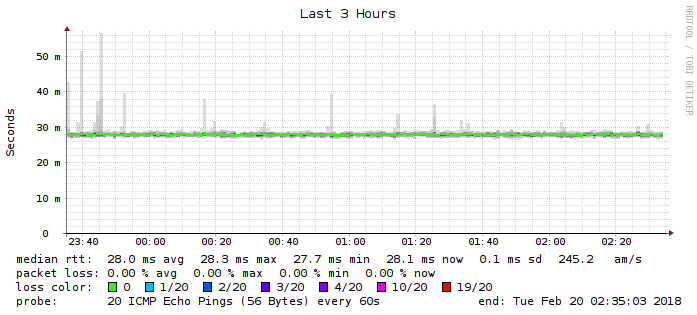 Last 3 Hours
RRDTOOL / TOBI OETIKER
Seconds
50 m
40 m
30 m
20 m
10 m
0
23:40 00:00 00:20 00:40 01:00 01:20 01:40 02:00 02:20
median rtt: 28.0 ms avg 28.3 ms max 27.7 ms min 28.1 ms now 0.1 ms sd 245.2 am/s
packet loss: 0.00 % avg 0.00 % max 0.00 % min 0.00 % now
loss color: 0 1/20 2/20 3/20 4/20 10/20 19/20
probe: 20 ICMP Echo Pings (56 Bytes) every 60s end: Tue Feb 20 02:35:03 2018